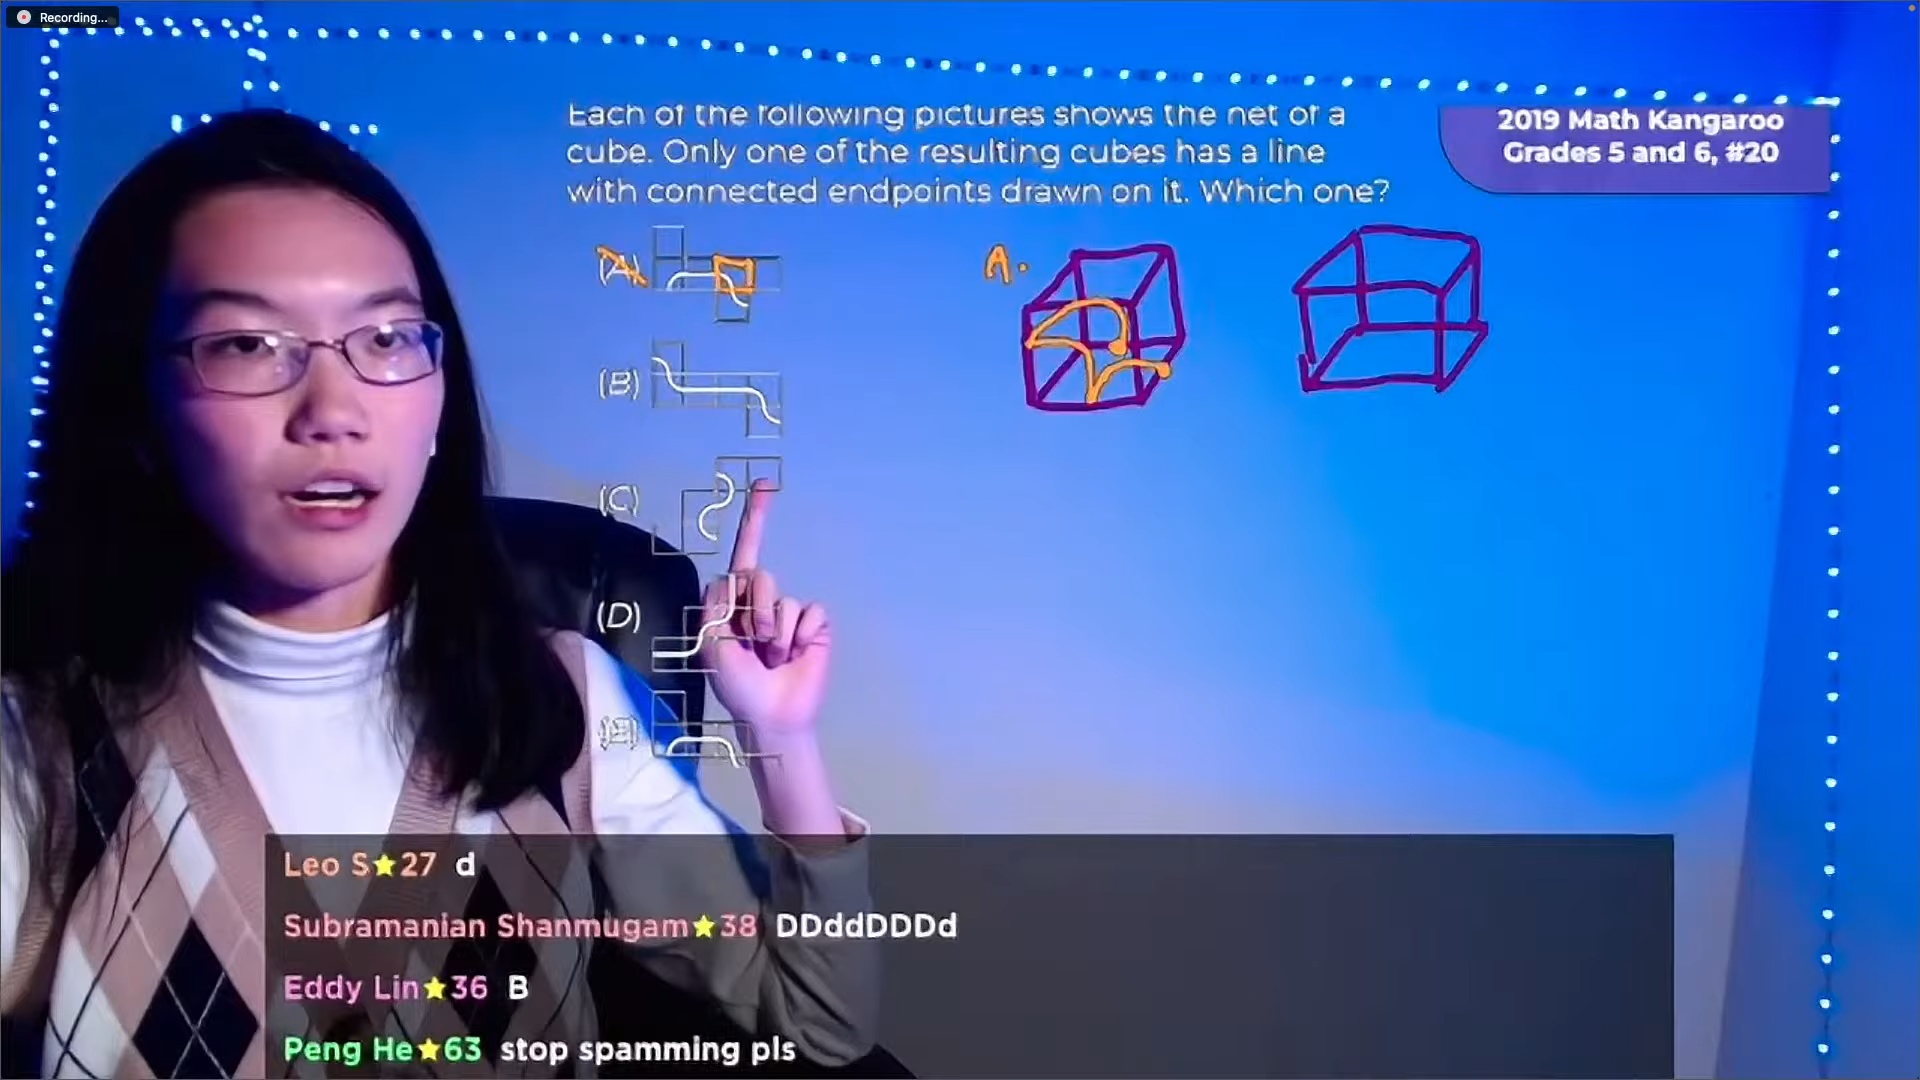 Recording...
Each of the following pictures shows the net of a
cube. Only one of the resulting cubes has a line
with connected endpoints drawn on it. Which one?
2019 Math Kangaroo
Grades 5 and 6, #20
(A)
(B)
(C)
(D)
(E)
A.
Leo S★27 d
Subramanian Shanmugam★38 DDddDDDd
Eddy Lin★36 B
Peng He★63 stop spamming pls